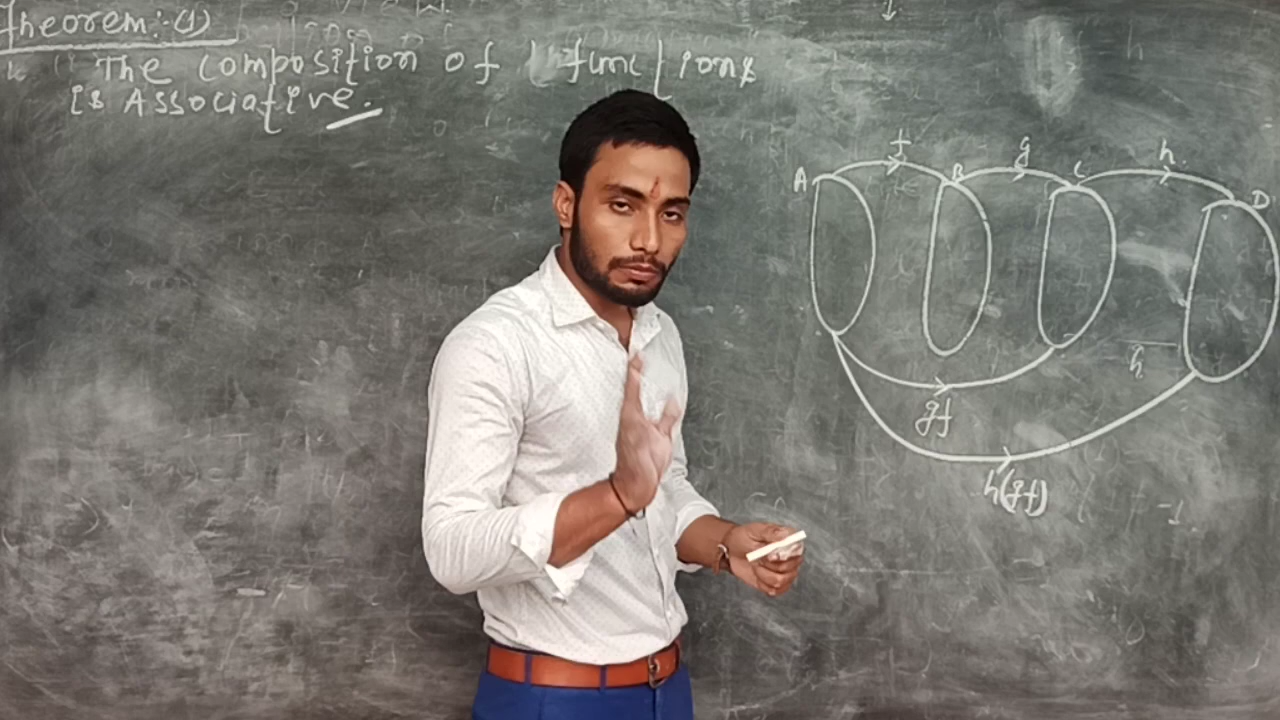 Theorem:-(1)
The composition of functions
is Associative.
f g h
A B C D
h
gf
h(gf)